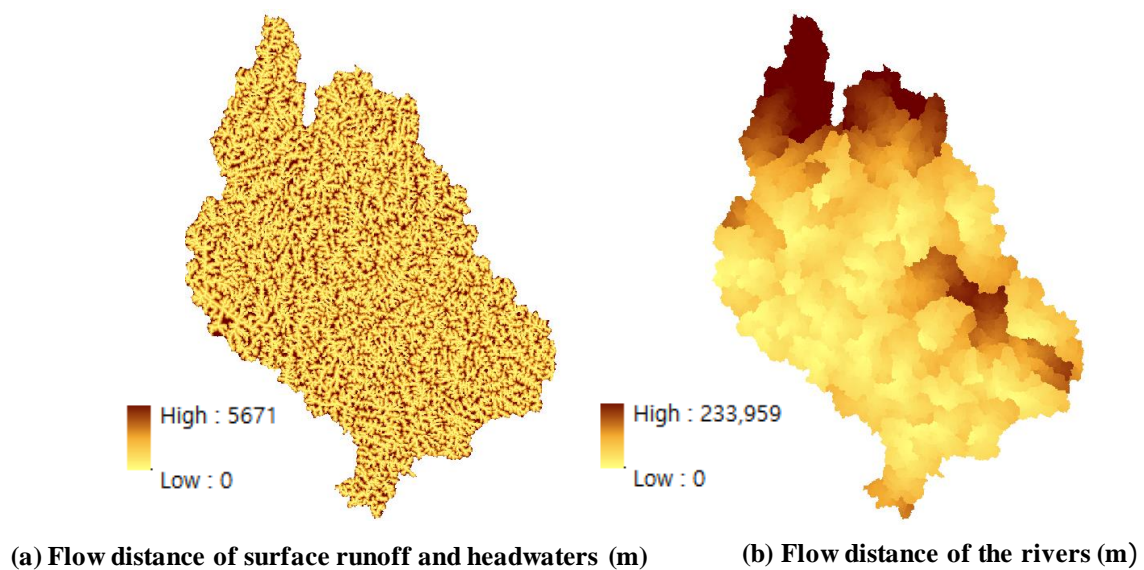 High : 5671
Low : 0
High : 233,959
Low : 0
(a) Flow distance of surface runoff and headwaters (m)
(b) Flow distance of the rivers (m)